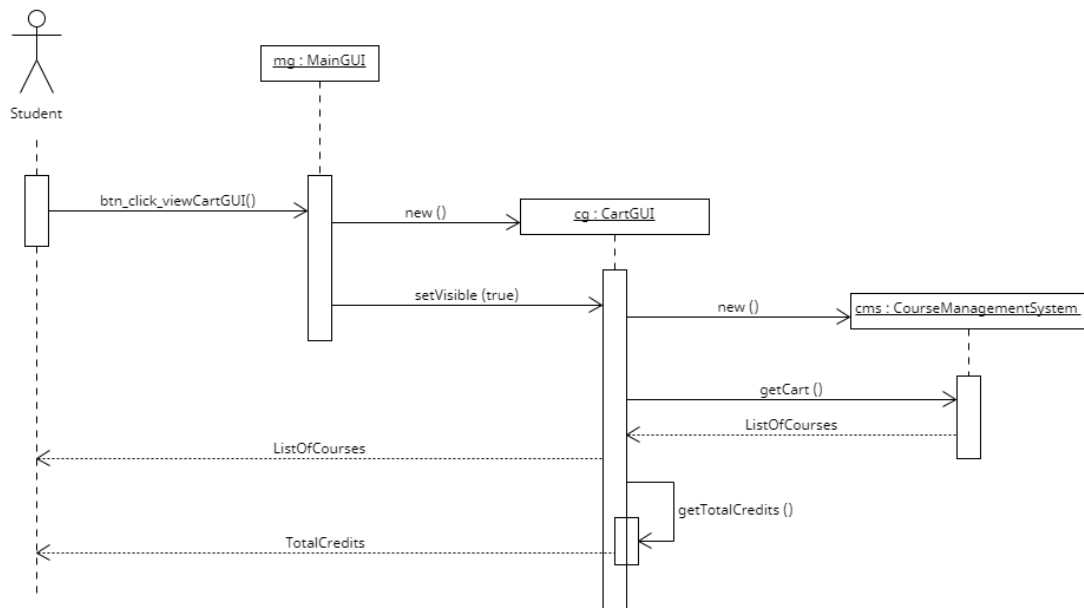 mg : MainGUI
Student
btn_click_viewCartGUI()
new ()
cg : CartGUI
setVisible (true)
new ()
cms : CourseManagementSystem
getCart ()
ListOfCourses
ListOfCourses
getTotalCredits ()
TotalCredits